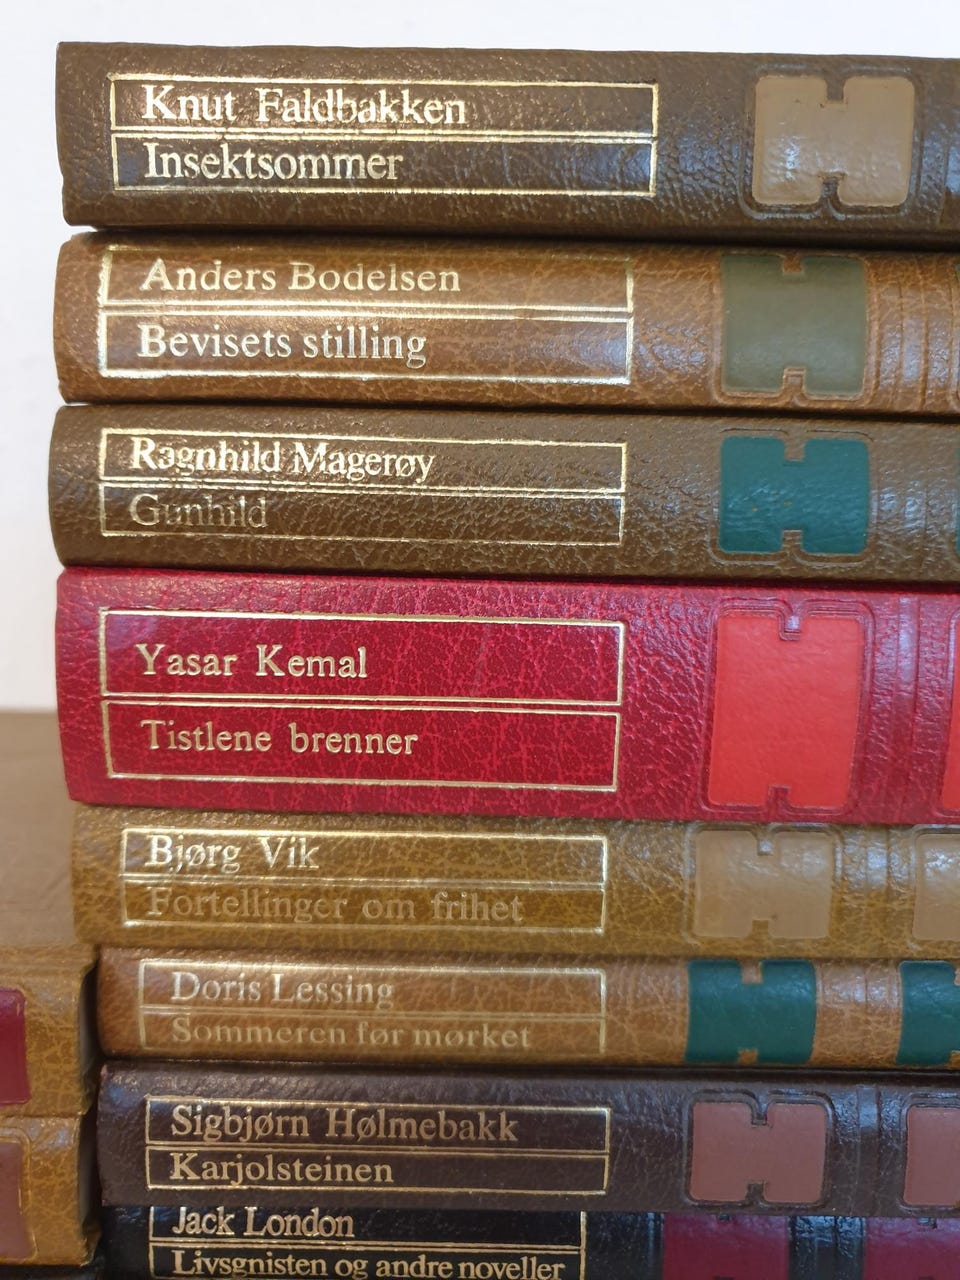 Knut Faldbakken
Insektsommer
Anders Bodelsen
Bevisets stilling
Ragnhild Magerøy
Gunhild
Yasar Kemal
Tistlene brenner
Bjørg Vik
Fortellinger om frihet
Doris Lessing
Sommeren før mørket
Sigbjørn Hølmebakk
Karjolsteinen
Jack London
Livsgnisten og andre noveller